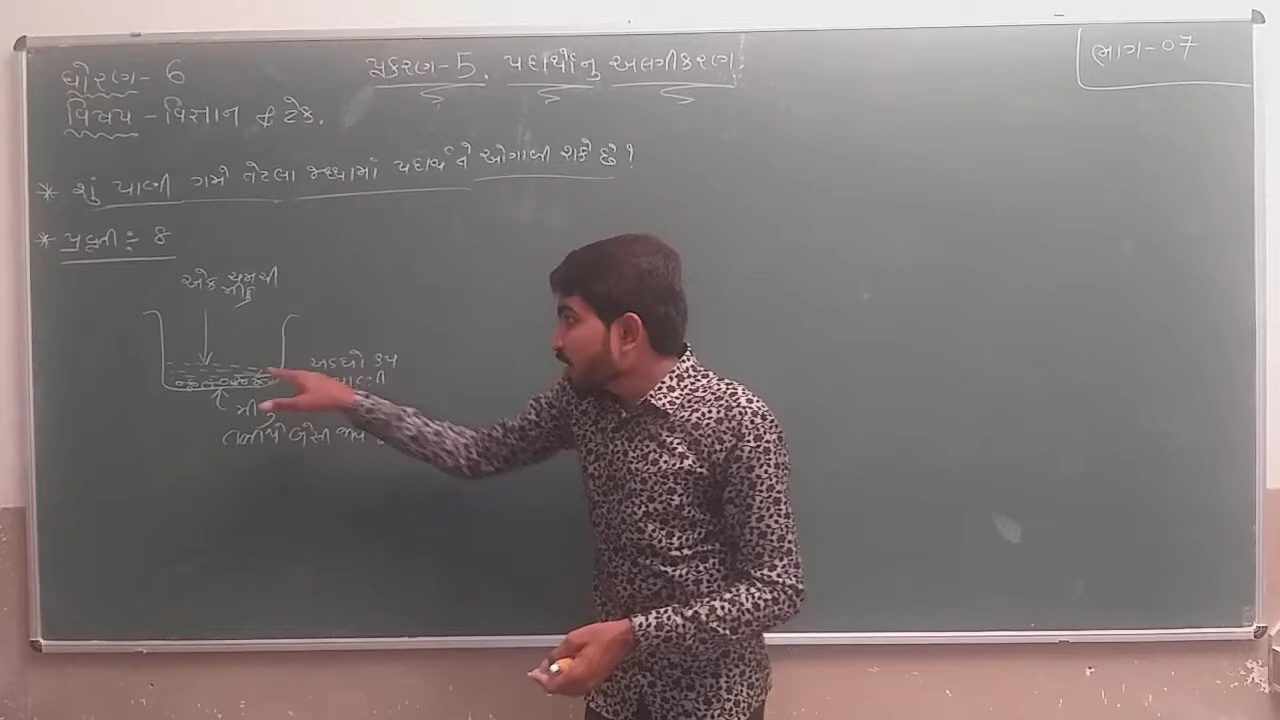 ધોરણ- 6
પ્રકરણ-5. પદાર્થોનુ અલગીકરણ
ભાગ-07
વિષય - વિજ્ઞાન & ટેક.
* શું પાણી ગમે તેટલા જથ્થામાં પદાર્થ ને ઓગાળી શકે છે ?
* પ્રવૃતી ÷ 8
એક ચમચી
મીઠુ
અડધો કપ
પાણી
તળીયે બેસી જાય